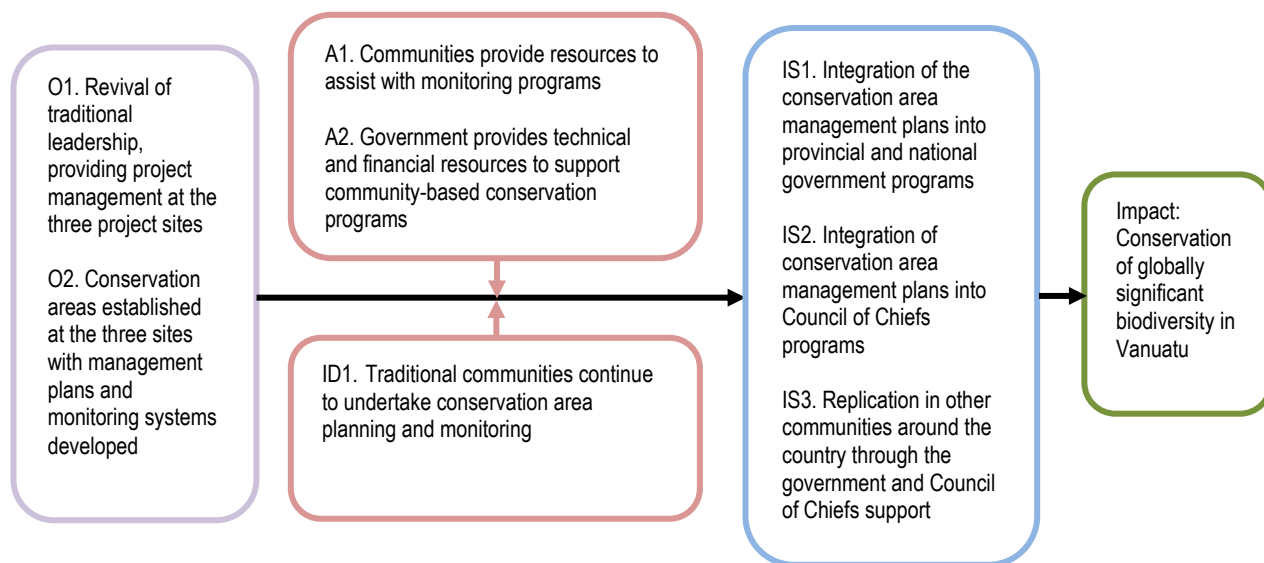 O1. Revival of
traditional
leadership,
providing project
management at the
three project sites
O2. Conservation
areas established
at the three sites
with management
plans and
monitoring systems
developed
A1. Communities provide resources to
assist with monitoring programs
A2. Government provides technical
and financial resources to support
community-based conservation
programs
ID1. Traditional communities continue
to undertake conservation area
planning and monitoring
IS1. Integration of the
conservation area
management plans into
provincial and national
government programs
IS2. Integration of
conservation area
management plans into
Council of Chiefs
programs
IS3. Replication in other
communities around the
country through the
government and Council
of Chiefs support
Impact:
Conservation
of globally
significant
biodiversity in
Vanuatu